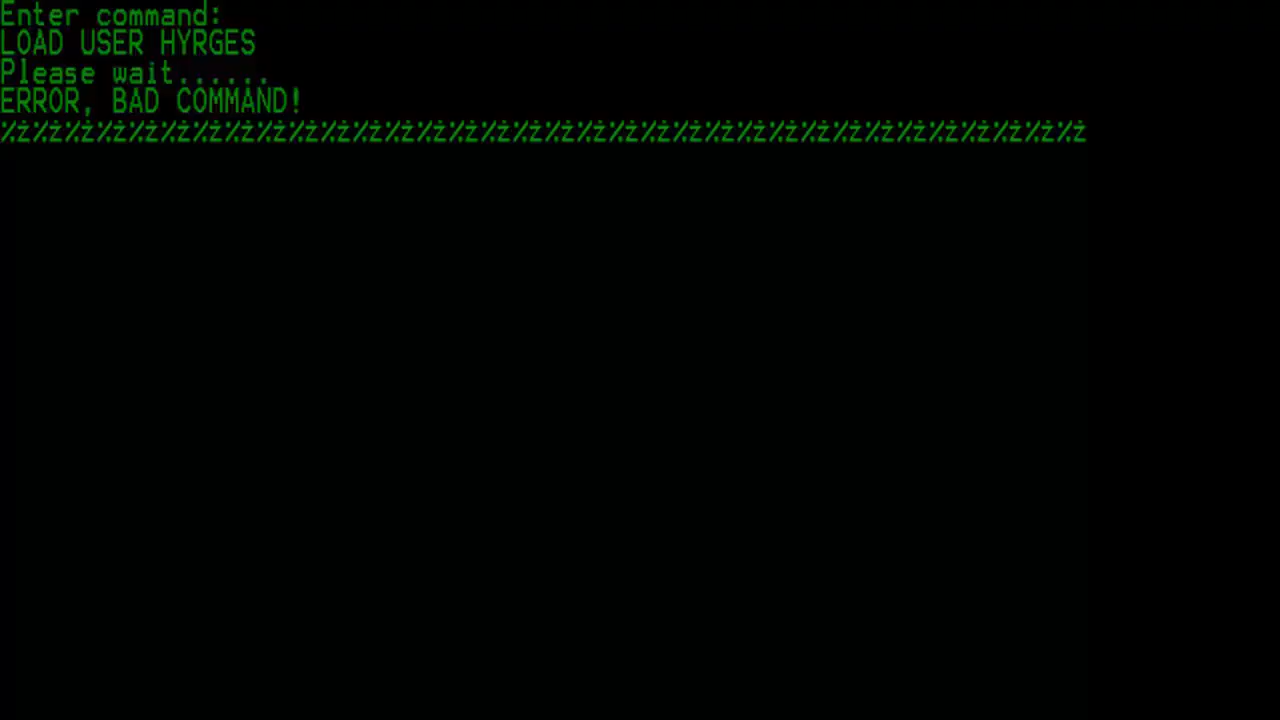 Enter command:
LOAD USER HYRGES
Please wait......
ERROR, BAD COMMAND!
%ż%ż%ż%ż%ż%ż%ż%ż%ż%ż%ż%ż%ż%ż%ż%ż%ż%ż%ż%ż%ż%ż%ż%ż%ż%ż%ż%ż%ż%ż%ż%ż%ż%ż